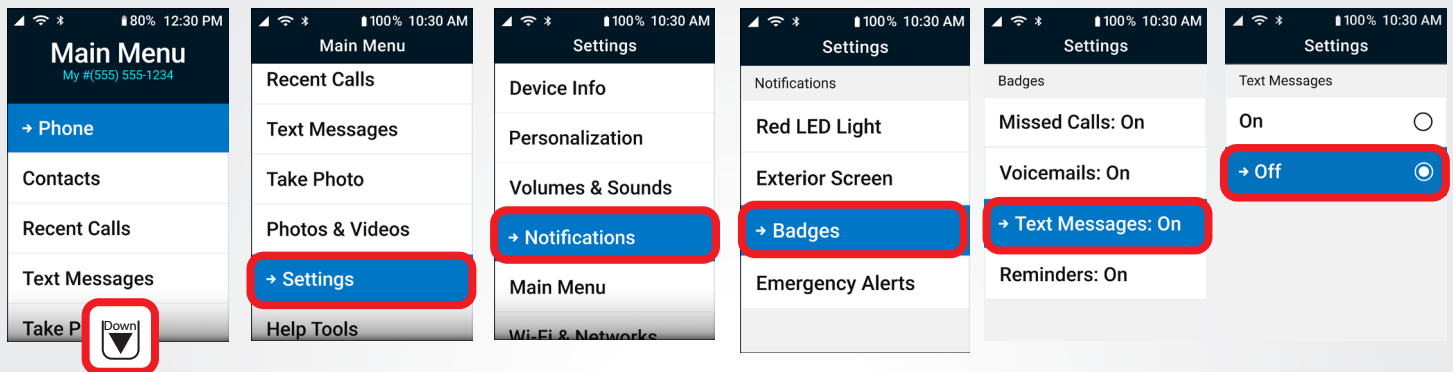 80% 12:30 PM
Main Menu
My #(555) 555-1234
→ Phone
Contacts
Recent Calls
Text Messages
Take P
Down
100% 10:30 AM
Main Menu
Recent Calls
Text Messages
Take Photo
Photos & Videos
→ Settings
Help Tools
100% 10:30 AM
Settings
Device Info
Personalization
Volumes & Sounds
→ Notifications
Main Menu
Wi-Fi & Networks
100% 10:30 AM
Settings
Notifications
Red LED Light
Exterior Screen
→ Badges
Emergency Alerts
100% 10:30 AM
Settings
Badges
Missed Calls: On
Voicemails: On
→ Text Messages: On
Reminders: On
100% 10:30 AM
Settings
Text Messages
On
→ Off